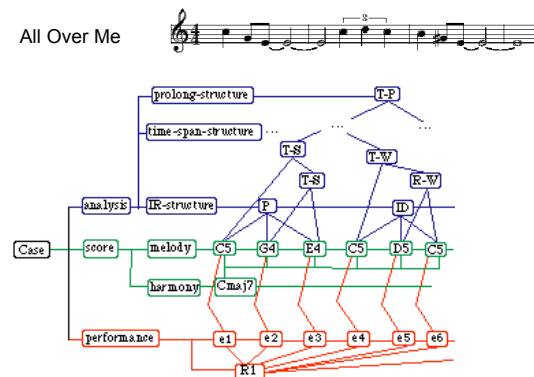 All Over Me
3
prolong-structure T-P
time-span-structure ... ... ...
T-S T-W
T-S R-W
analysis IR-structure P ID
Case score melody C5 G4 E4 C5 D5 C5
harmony Cmaj7
performance e1 e2 e3 e4 e5 e6
R1